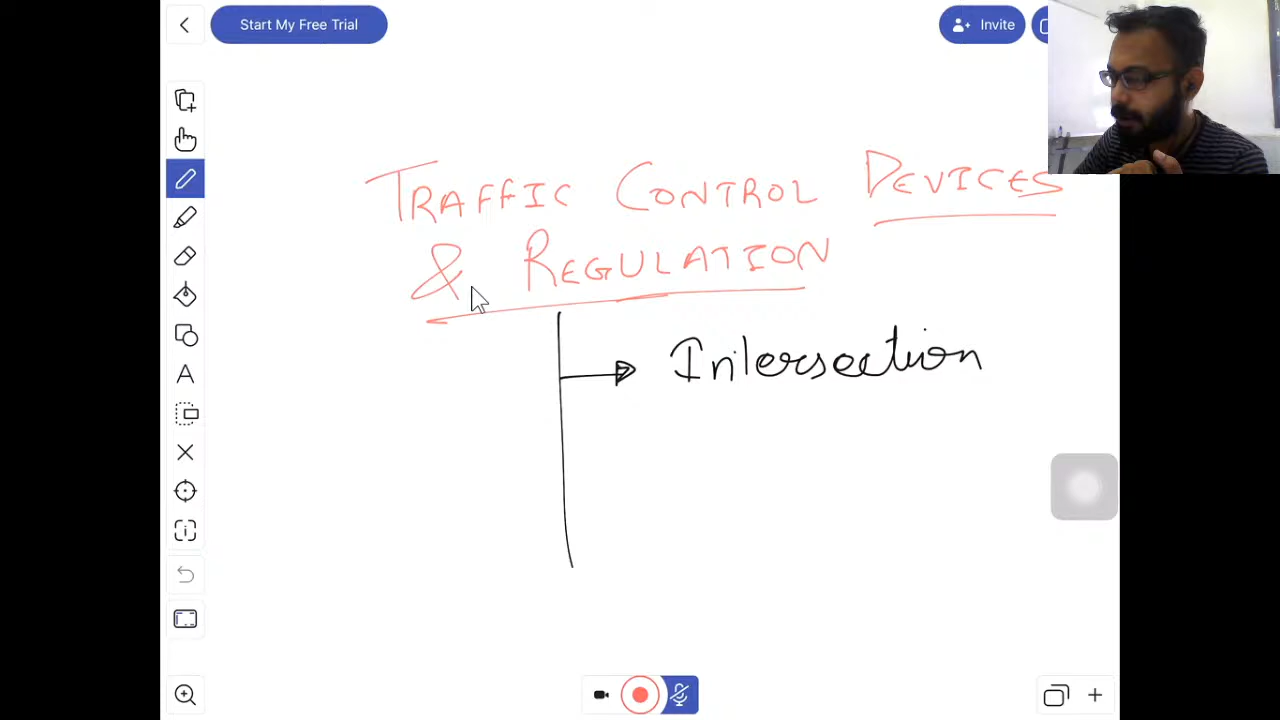 Start My Free Trial
Invite
TRAFFIC CONTROL DEVICES
& REGULATION
Intersection